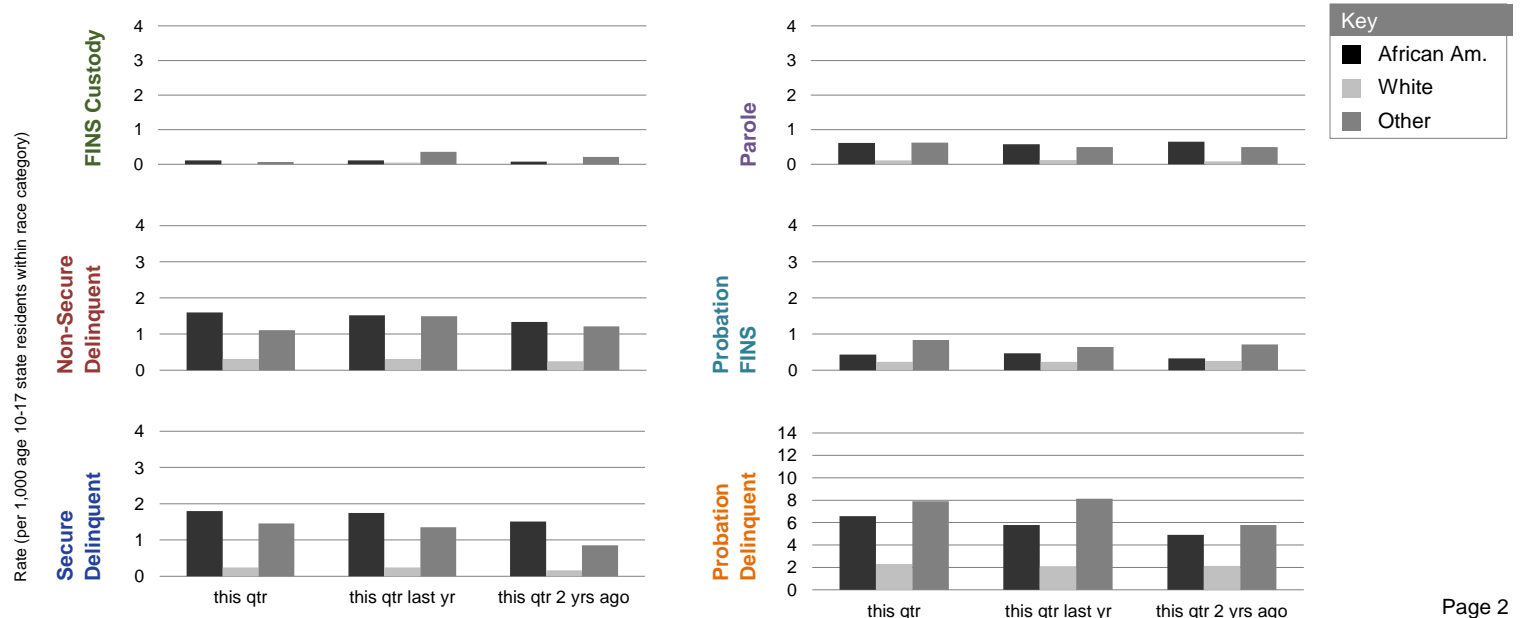 Rate (per 1,000 age 10-17 state residents within race category)
FINS Custody
4
3
2
1
0
Non-Secure
Delinquent
4
3
2
1
0
Secure
Delinquent
4
3
2
1
0
this qtr
this qtr last yr
this qtr 2 yrs ago
Parole
4
3
2
1
0
Probation
FINS
4
3
2
1
0
Probation
Delinquent
14
12
10
8
6
4
2
0
this qtr
this qtr last yr
this qtr 2 yrs ago
Key
African Am.
White
Other
Page 2